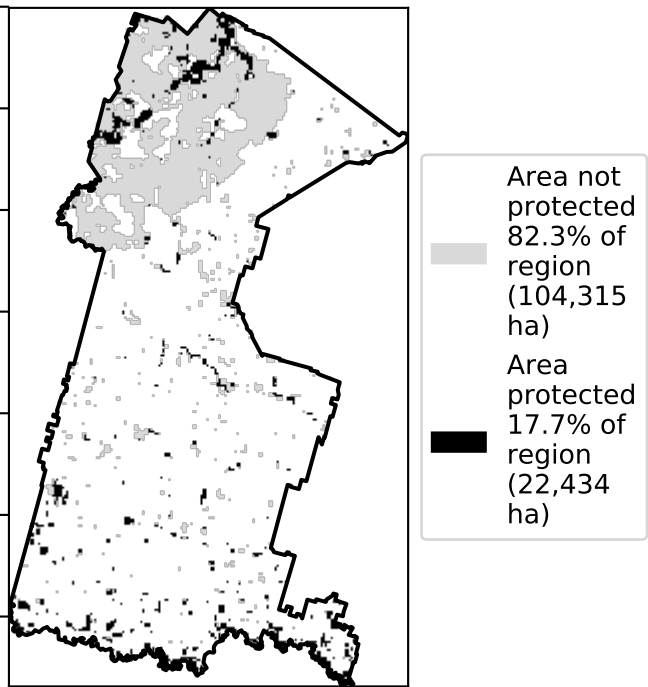 Area not
protected
82.3% of
region
(104,315
ha)
Area
protected
17.7% of
region
(22,434
ha)